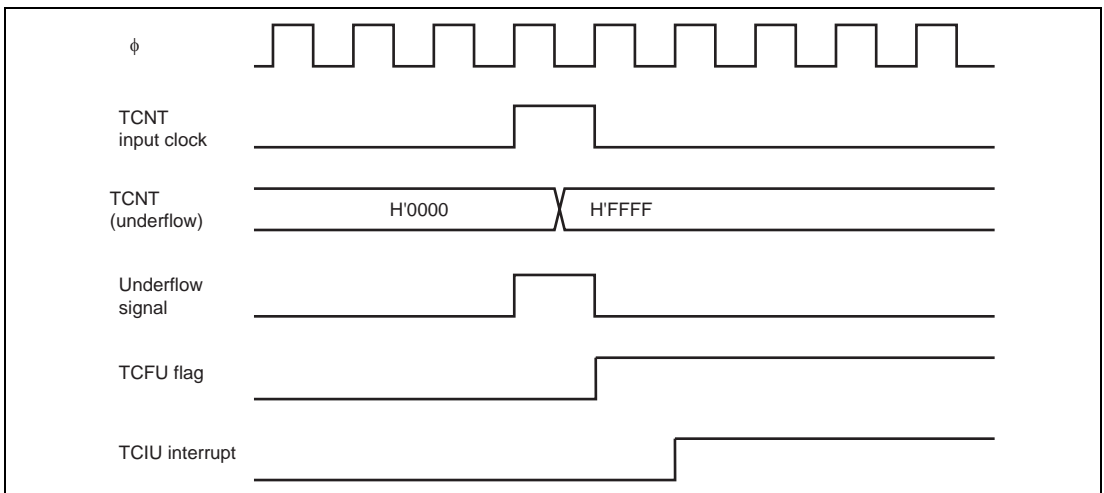 ϕ
TCNT
input clock
TCNT
(underflow)
H'0000
H'FFFF
Underflow
signal
TCFU flag
TCIU interrupt